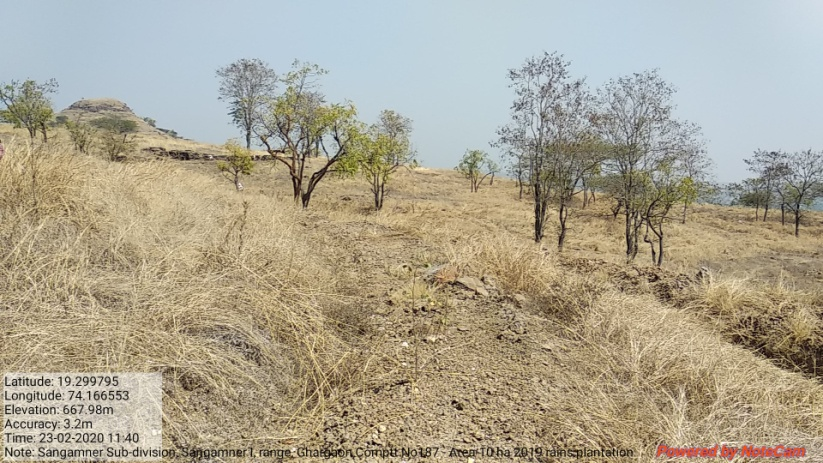 Latitude: 19.299795
Longitude: 74.166553
Elevation: 667.98m
Accuracy: 3.2m
Time: 23-02-2020 11:40
Note: Sangamner Sub-division, Sangamner I, range, Ghargaon Comptt No187 - Area 10 ha 2019 rains plantation
Powered by NoteCam